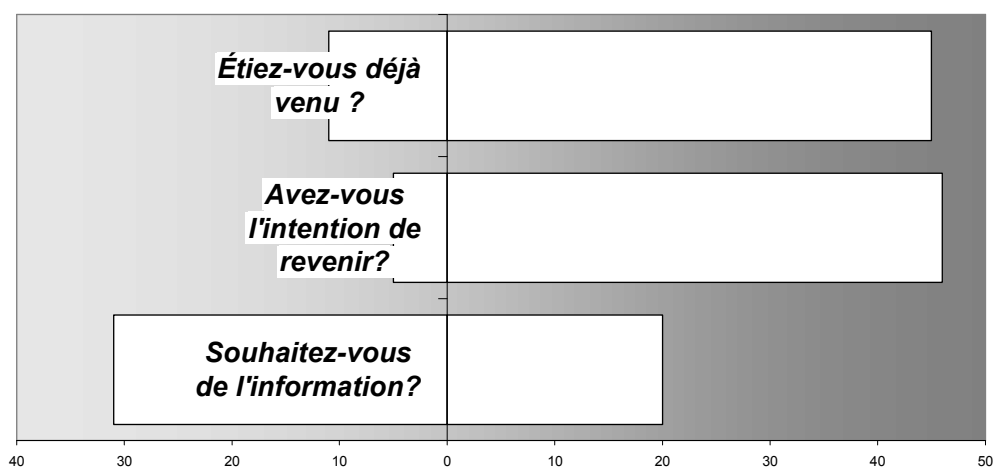 Étiez-vous déjà
venu ?
Avez-vous
l'intention de
revenir?
Souhaitez-vous
de l'information?
40 30 20 10 0 10 20 30 40 50